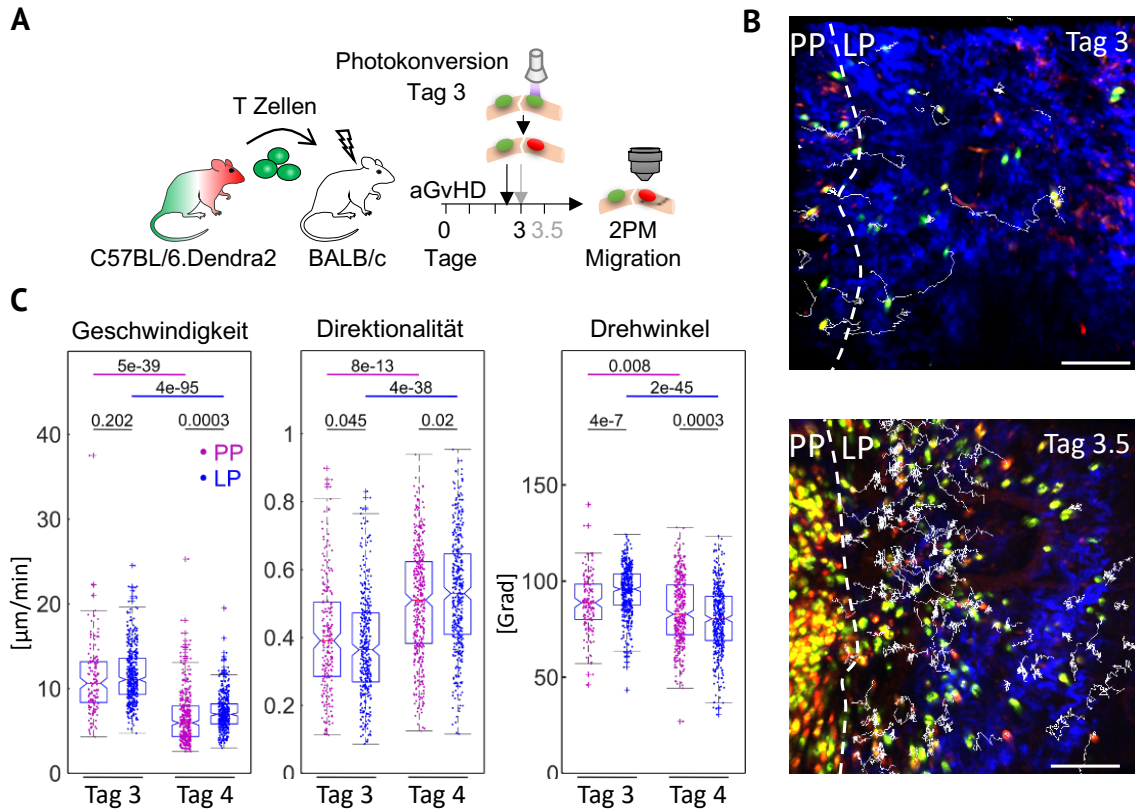 A
Photokonversion
Tag 3
T Zellen
aGvHD
0
3
3.5
C57BL/6.Dendra2
BALB/c
Tage
2PM
Migration
B
PP
LP
Tag 3
PP
LP
Tag 3.5
C
Geschwindigkeit
5e-39
4e-95
0.202
0.0003
PP
LP
40
30
20
10
0
[µm/min]
Tag 3
Tag 4
Direktionalität
8e-13
4e-38
0.045
0.02
1
0.8
0.6
0.4
0.2
0
Tag 3
Tag 4
Drehwinkel
0.008
2e-45
4e-7
0.0003
150
100
50
0
[Grad]
Tag 3
Tag 4